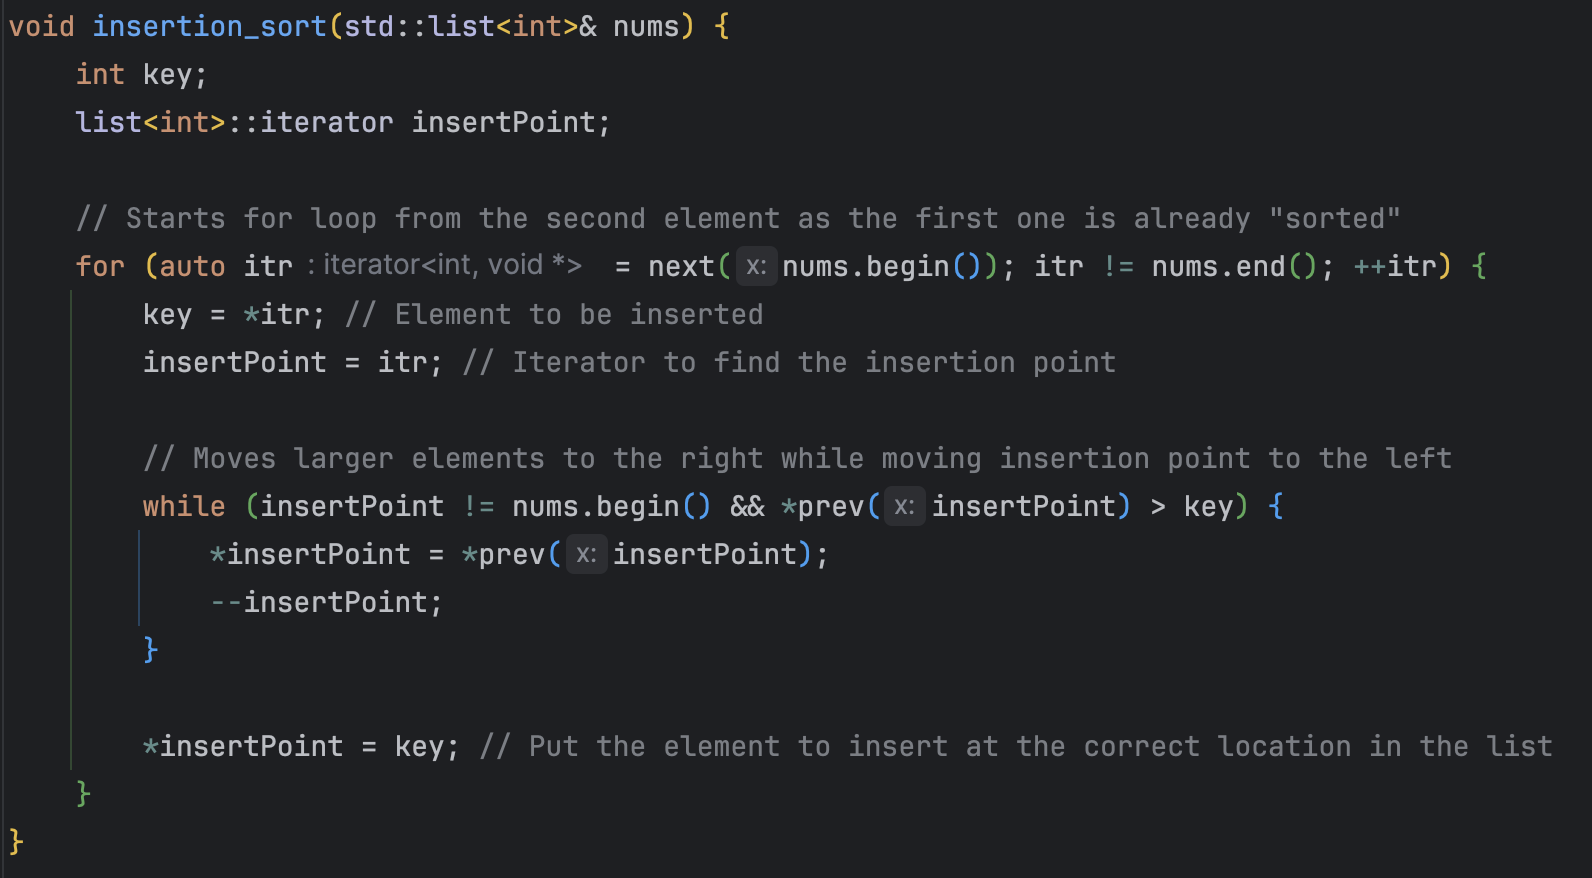 void insertion_sort(std::list<int>& nums) {
    int key;
    list<int>::iterator insertPoint;

    // Starts for loop from the second element as the first one is already "sorted"
    for (auto itr : iterator<int, void *>  = next( x: nums.begin()); itr != nums.end(); ++itr) {
        key = *itr; // Element to be inserted
        insertPoint = itr; // Iterator to find the insertion point

        // Moves larger elements to the right while moving insertion point to the left
        while (insertPoint != nums.begin() && *prev( x: insertPoint) > key) {
            *insertPoint = *prev( x: insertPoint);
            --insertPoint;
        }

        *insertPoint = key; // Put the element to insert at the correct location in the list
    }
}